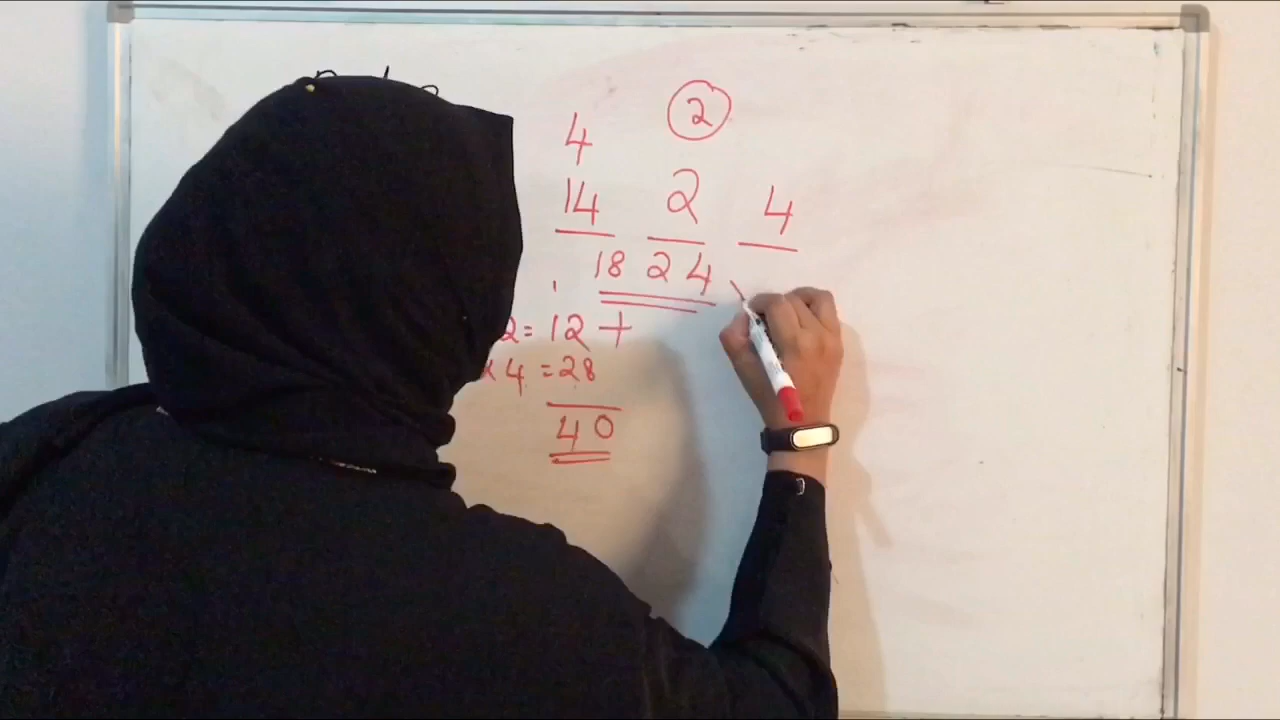 4 2
14 2 4
18 24
2 = 12 +
x 4 = 28
40